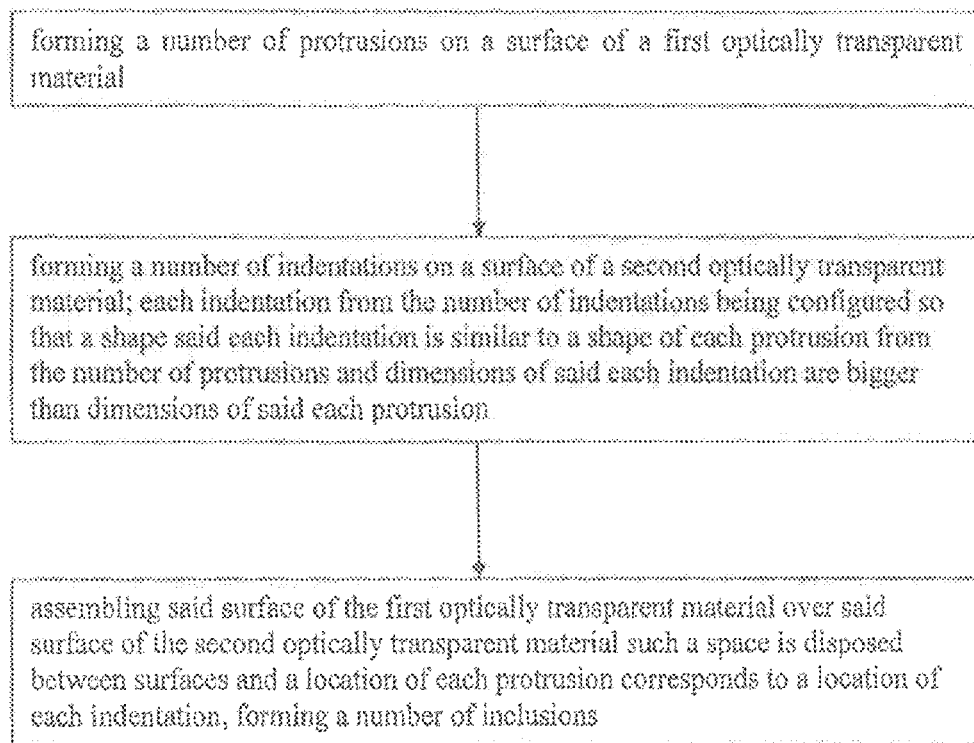 forming a number of protrusions on a surface of a first optically transparent
material
forming a number of indentations on a surface of a second optically transparent
material; each indentation from the number of indentations being configured so
that a shape said each indentation is similar to a shape of each protrusion from
the number of protrusions and dimensions of said each indentation are bigger
than dimensions of said each protrusion
assembling said surface of the first optically transparent material over said
surface of the second optically transparent material such a space is disposed
between surfaces and a location of each protrusion corresponds to a location of
each indentation, forming a number of inclusions